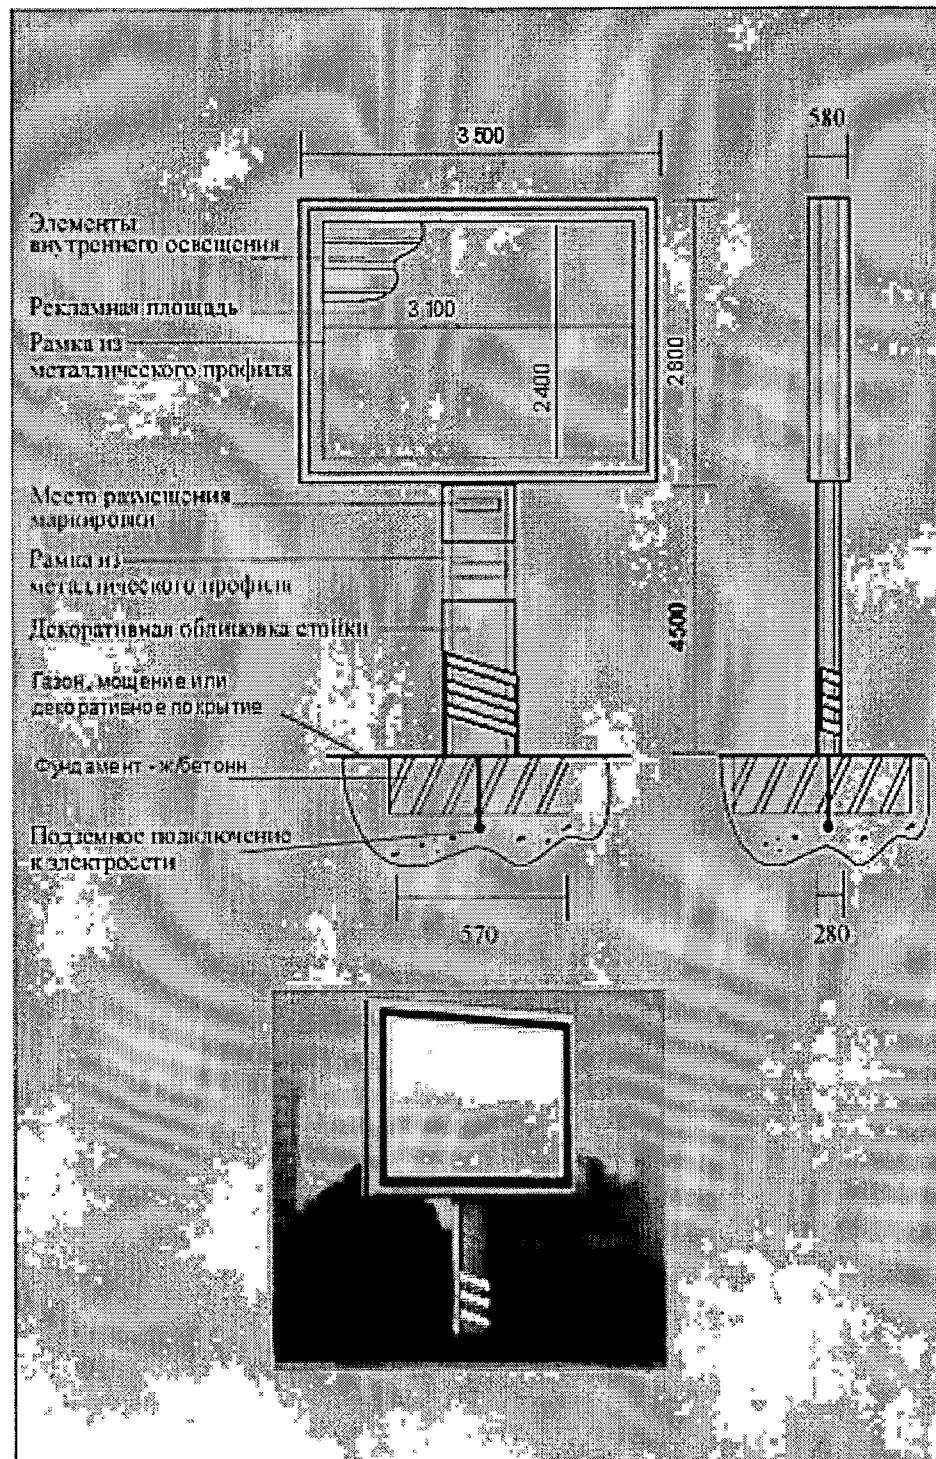 3 500
580
Элементы
внутреннего освещения
Рекламная площадь
3 100
Рамка из
металлического профиля
2 400
2 800
Место размещения
маркировки
Рамка из
металлического профиля
Декоративная облицовка стойки
4500
Газон, мощение или
декоративное покрытие
Фундамент - ж/бетонн
Подземное подключение
к электросети
570
280